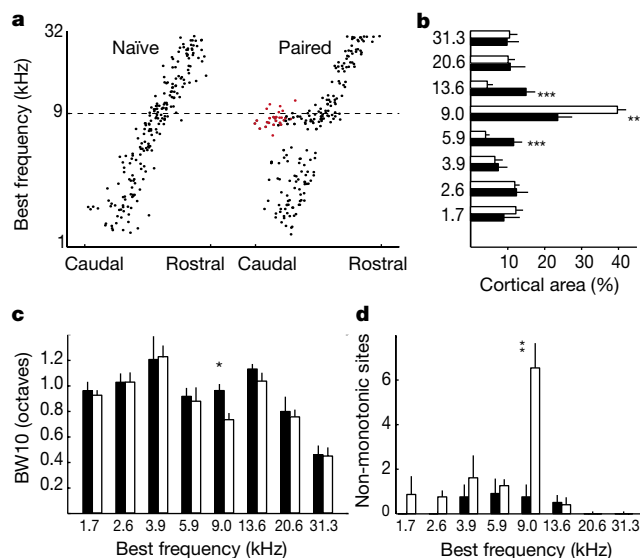 a
32
Naïve
Paired
9
1
Best frequency (kHz)
Caudal
Rostral
Caudal
Rostral
b
31.3
20.6
13.6
***
9.0
**
5.9
***
3.9
2.6
1.7
10 20 30 40
Cortical area (%)
c
BW10 (octaves)
1.2
1.0
0.8
0.6
0.4
0.2
*
1.7 2.6 3.9 5.9 9.0 13.6 20.6 31.3
Best frequency (kHz)
d
Non-monotonic sites
6
4
2
0
**
1.7 2.6 3.9 5.9 9.0 13.6 20.6 31.3
Best frequency (kHz)